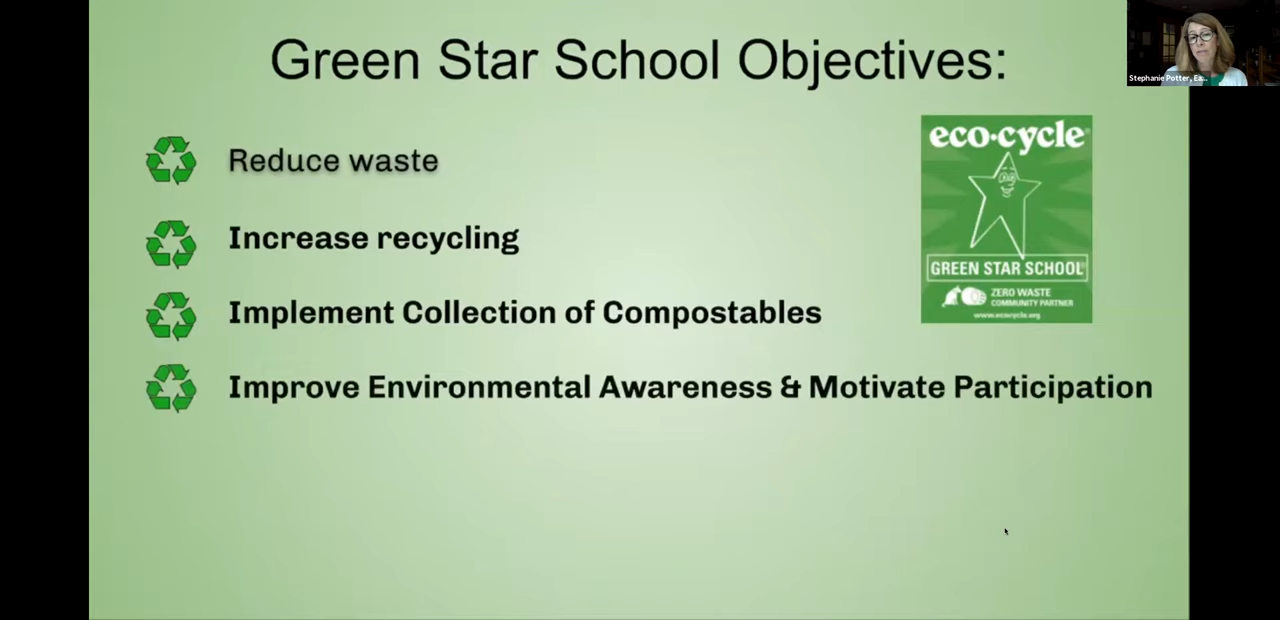 Green Star School Objectives:
Stephanie Potter, Ea...
Reduce waste
eco·cycle®
Increase recycling
GREEN STAR SCHOOL®
ZERO WASTE
COMMUNITY PARTNER
www.ecocycle.org
Implement Collection of Compostables
Improve Environmental Awareness & Motivate Participation